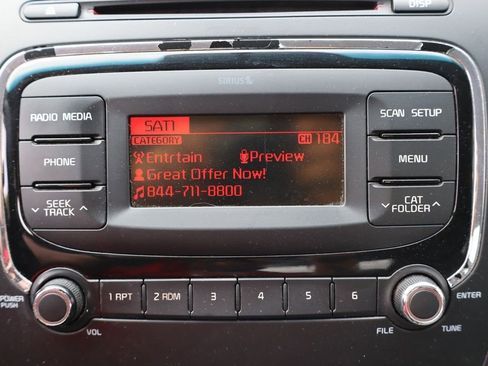 DISP
SIRIUS
RADIO MEDIA
SCAN SETUP
SAT1
CATEGORY
CH 184
Entrtain
Preview
Great Offer Now!
844-711-8800
PHONE
MENU
SEEK
TRACK
CAT
FOLDER
POWER
PUSH
VOL
1 RPT
2 RDM
3
4
5
6
FILE
ENTER
TUNE